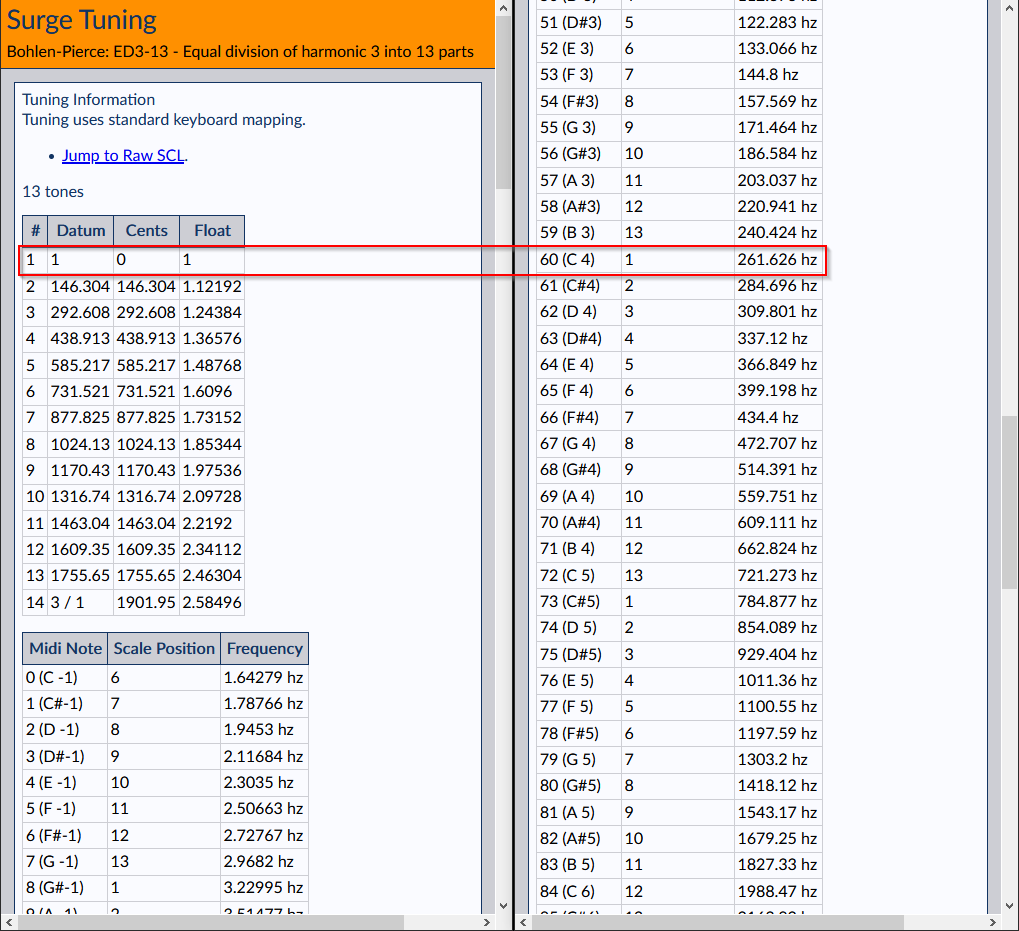 Surge Tuning
Bohlen-Pierce: ED3-13 - Equal division of harmonic 3 into 13 parts
Tuning Information
Tuning uses standard keyboard mapping.
• Jump to Raw SCL.
13 tones
# Datum Cents Float
1 1 0 1
2 146.304 146.304 1.12192
3 292.608 292.608 1.24384
4 438.913 438.913 1.36576
5 585.217 585.217 1.48768
6 731.521 731.521 1.6096
7 877.825 877.825 1.73152
8 1024.13 1024.13 1.85344
9 1170.43 1170.43 1.97536
10 1316.74 1316.74 2.09728
11 1463.04 1463.04 2.2192
12 1609.35 1609.35 2.34112
13 1755.65 1755.65 2.46304
14 3 / 1 1901.95 2.58496
Midi Note Scale Position Frequency
0 (C -1) 6 1.64279 hz
1 (C#-1) 7 1.78766 hz
2 (D -1) 8 1.9453 hz
3 (D#-1) 9 2.11684 hz
4 (E -1) 10 2.3035 hz
5 (F -1) 11 2.50663 hz
6 (F#-1) 12 2.72767 hz
7 (G -1) 13 2.9682 hz
8 (G#-1) 1 3.22995 hz
9 (A -1) 2 3.51477 hz
51 (D#3) 5 122.283 hz
52 (E 3) 6 133.066 hz
53 (F 3) 7 144.8 hz
54 (F#3) 8 157.569 hz
55 (G 3) 9 171.464 hz
56 (G#3) 10 186.584 hz
57 (A 3) 11 203.037 hz
58 (A#3) 12 220.941 hz
59 (B 3) 13 240.424 hz
60 (C 4) 1 261.626 hz
61 (C#4) 2 284.696 hz
62 (D 4) 3 309.801 hz
63 (D#4) 4 337.12 hz
64 (E 4) 5 366.849 hz
65 (F 4) 6 399.198 hz
66 (F#4) 7 434.4 hz
67 (G 4) 8 472.707 hz
68 (G#4) 9 514.391 hz
69 (A 4) 10 559.751 hz
70 (A#4) 11 609.111 hz
71 (B 4) 12 662.824 hz
72 (C 5) 13 721.273 hz
73 (C#5) 1 784.877 hz
74 (D 5) 2 854.089 hz
75 (D#5) 3 929.404 hz
76 (E 5) 4 1011.36 hz
77 (F 5) 5 1100.55 hz
78 (F#5) 6 1197.59 hz
79 (G 5) 7 1303.2 hz
80 (G#5) 8 1418.12 hz
81 (A 5) 9 1543.17 hz
82 (A#5) 10 1679.25 hz
83 (B 5) 11 1827.33 hz
84 (C 6) 12 1988.47 hz